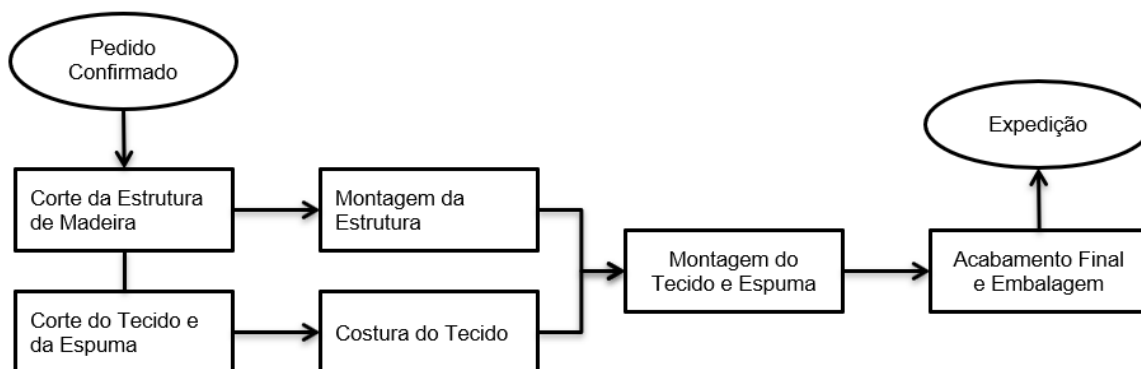 Pedido
Confirmado
Expedição
Corte da Estrutura
de Madeira
Montagem da
Estrutura
Montagem do
Tecido e Espuma
Acabamento Final
e Embalagem
Corte do Tecido e
da Espuma
Costura do Tecido